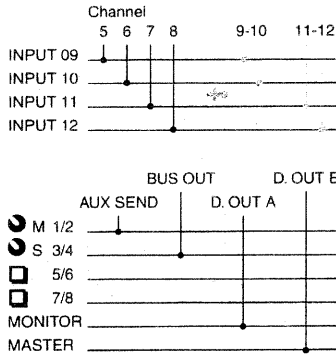 Channel
5 6 7 8 9-10 11-12
INPUT 09
INPUT 10
INPUT 11
INPUT 12
BUS OUT D. OUT B
AUX SEND D. OUT A
M 1/2
S 3/4
5/6
7/8
MONITOR
MASTER